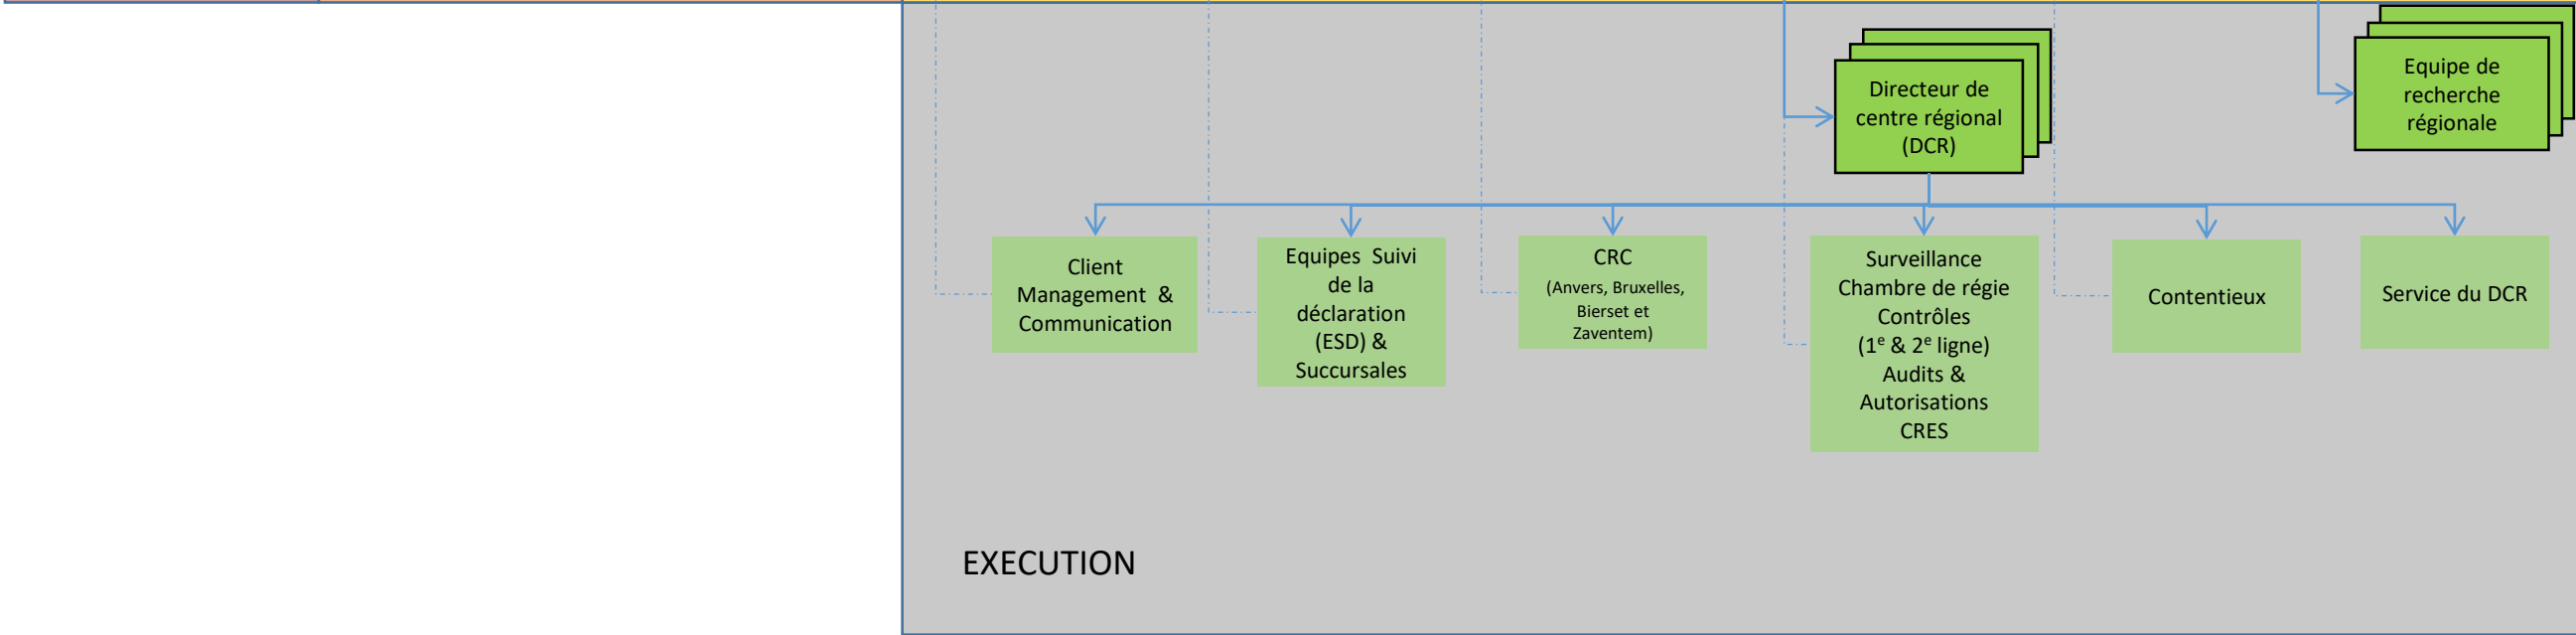 Directeur de
centre régional
(DCR)
Equipe de
recherche
régionale
Client
Management & 
Communication
Equipes Suivi
de la
déclaration
(ESD) &
Succursales
CRC
(Anvers, Bruxelles,
Bierset et
Zaventem)
Surveillance
Chambre de régie
Contrôles
(1e & 2e ligne)
Audits &
Autorisations
CRES
Contentieux
Service du DCR
EXECUTION